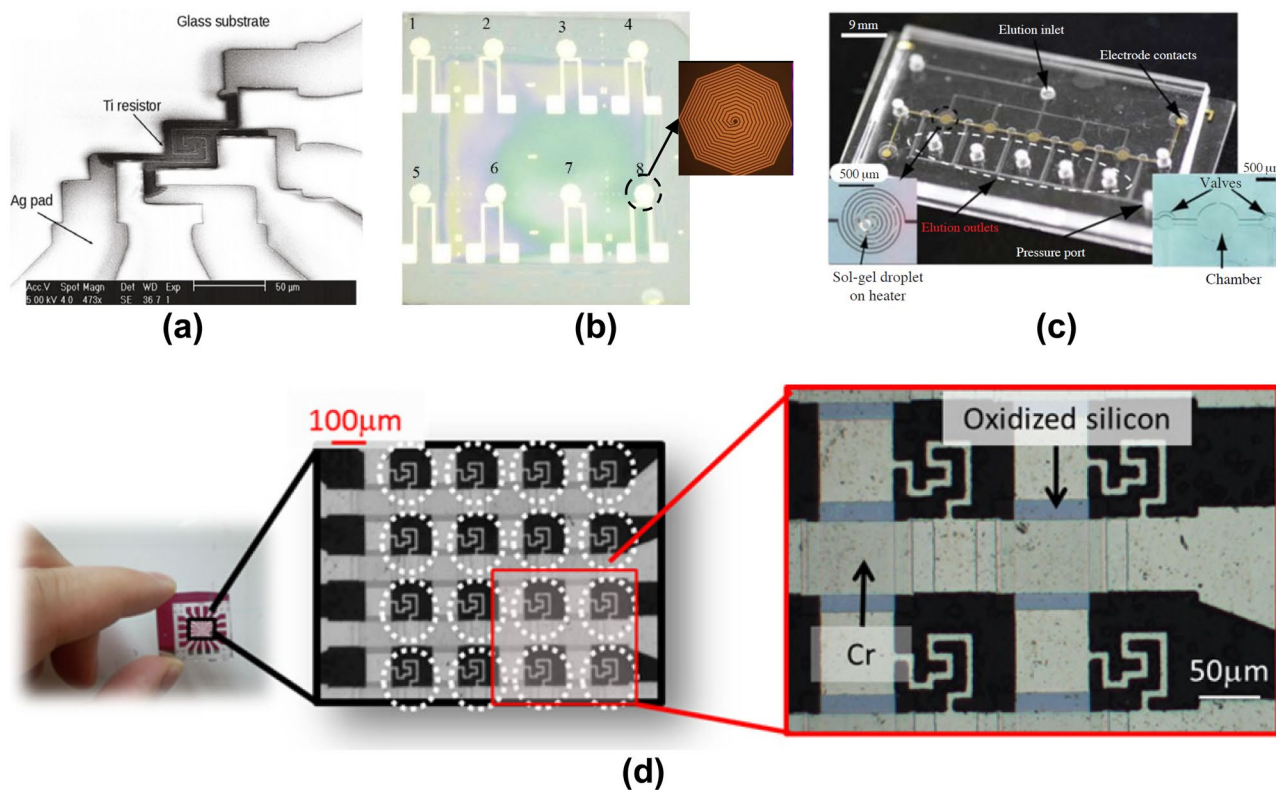 Glass substrate
Ti resistor
Ag pad
Acc.V Spot Magn Det WD Exp
5.00 kV 4.0 473x SE 36.7 1
50 µm
(a)
1 2 3 4
5 6 7 8
(b)
9 mm
Elution inlet
Electrode contacts
500 µm
500 µm
Valves
Elution outlets
Pressure port
Sol-gel droplet
on heater
Chamber
(c)
100µm
Oxidized silicon
Cr
50µm
(d)